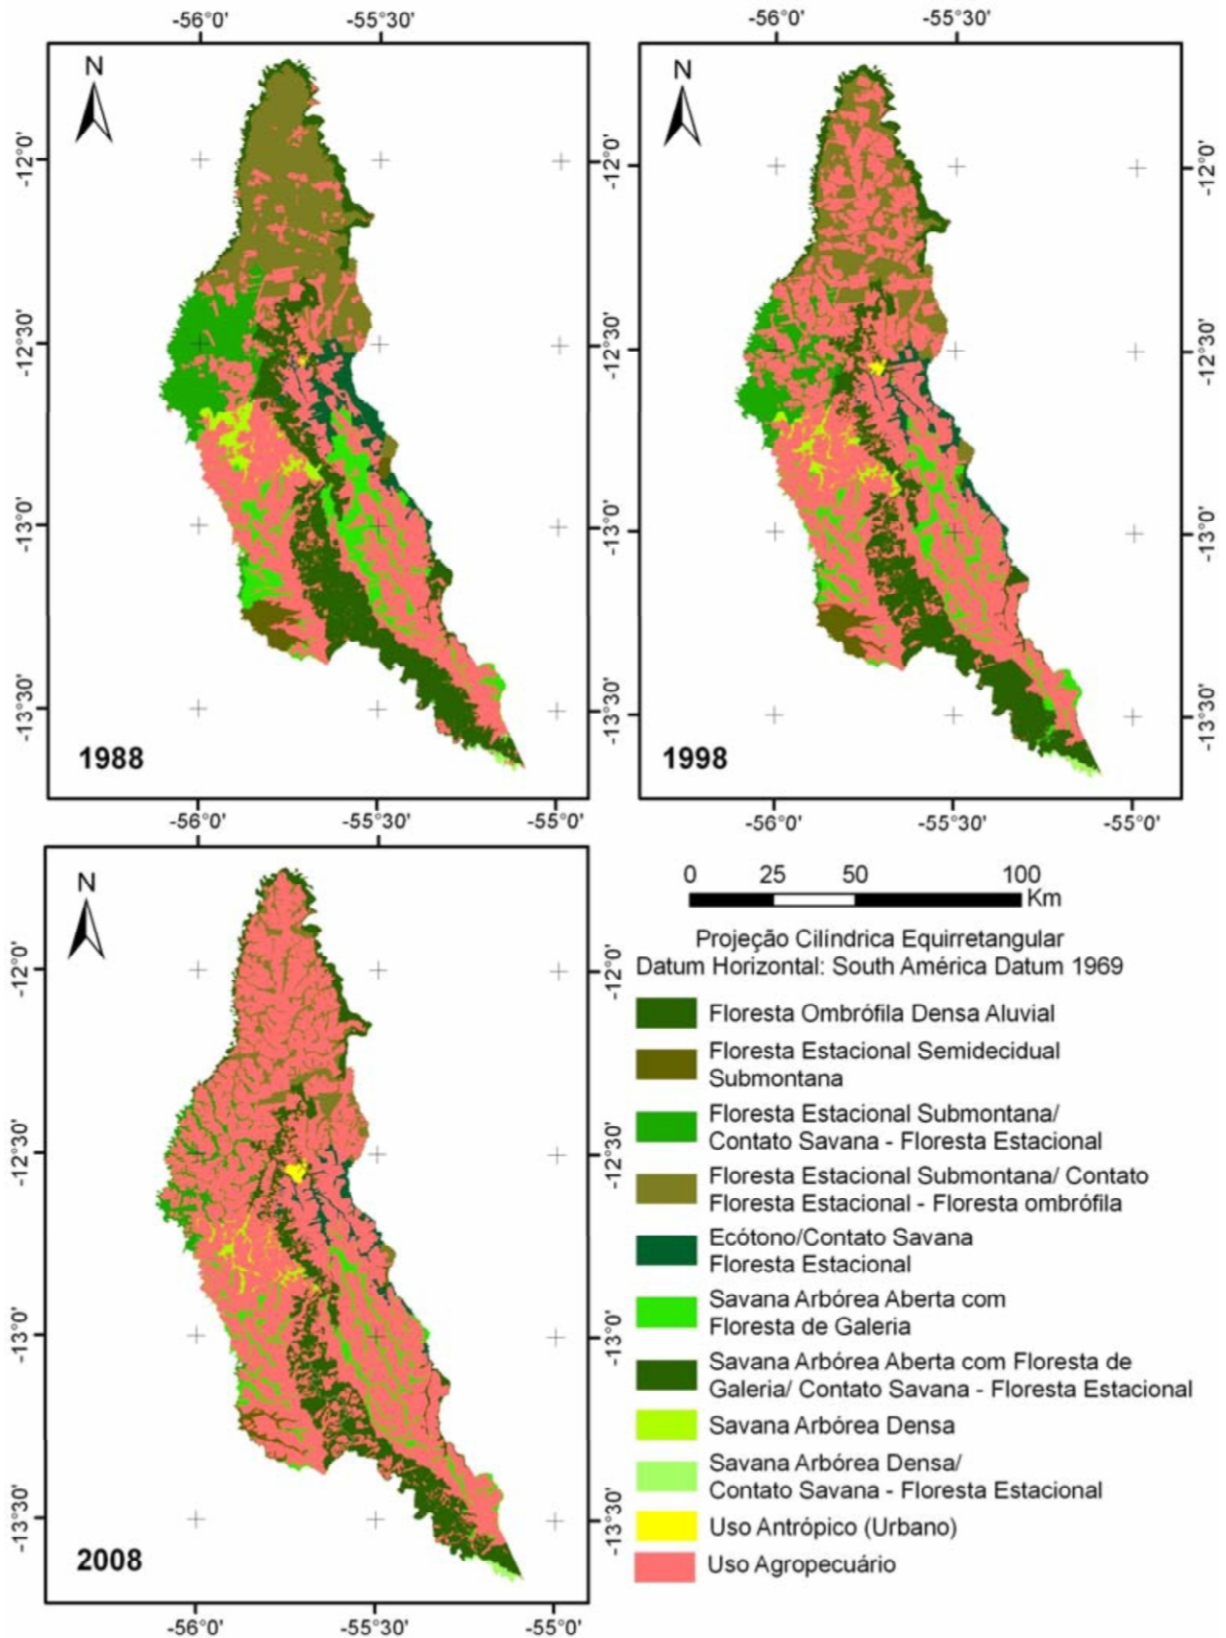 -56°0' -55°30'
-56°0' -55°30'
N
N
-12°0'
-12°0'
-12°0'
-12°30'
-12°30'
-12°30'
-13°0'
-13°0'
-13°0'
-13°30'
-13°30'
-13°30'
1988
1998
-56°0' -55°30' -55°0'
-56°0' -55°30' -55°0'
N
-12°0'
-12°0'
-12°30'
-12°30'
-13°0'
-13°0'
-13°30'
-13°30'
2008
-56°0' -55°30' -55°0'
0 25 50 100
Km
Projeção Cilíndrica Equirretangular
Datum Horizontal: South América Datum 1969
Floresta Ombrófila Densa Aluvial
Floresta Estacional Semidecidual
Submontana
Floresta Estacional Submontana/
Contato Savana - Floresta Estacional
Floresta Estacional Submontana/ Contato
Floresta Estacional - Floresta ombrófila
Ecótono/Contato Savana
Floresta Estacional
Savana Arbórea Aberta com
Floresta de Galeria
Savana Arbórea Aberta com Floresta de
Galeria/ Contato Savana - Floresta Estacional
Savana Arbórea Densa
Savana Arbórea Densa/
Contato Savana - Floresta Estacional
Uso Antrópico (Urbano)
Uso Agropecuário